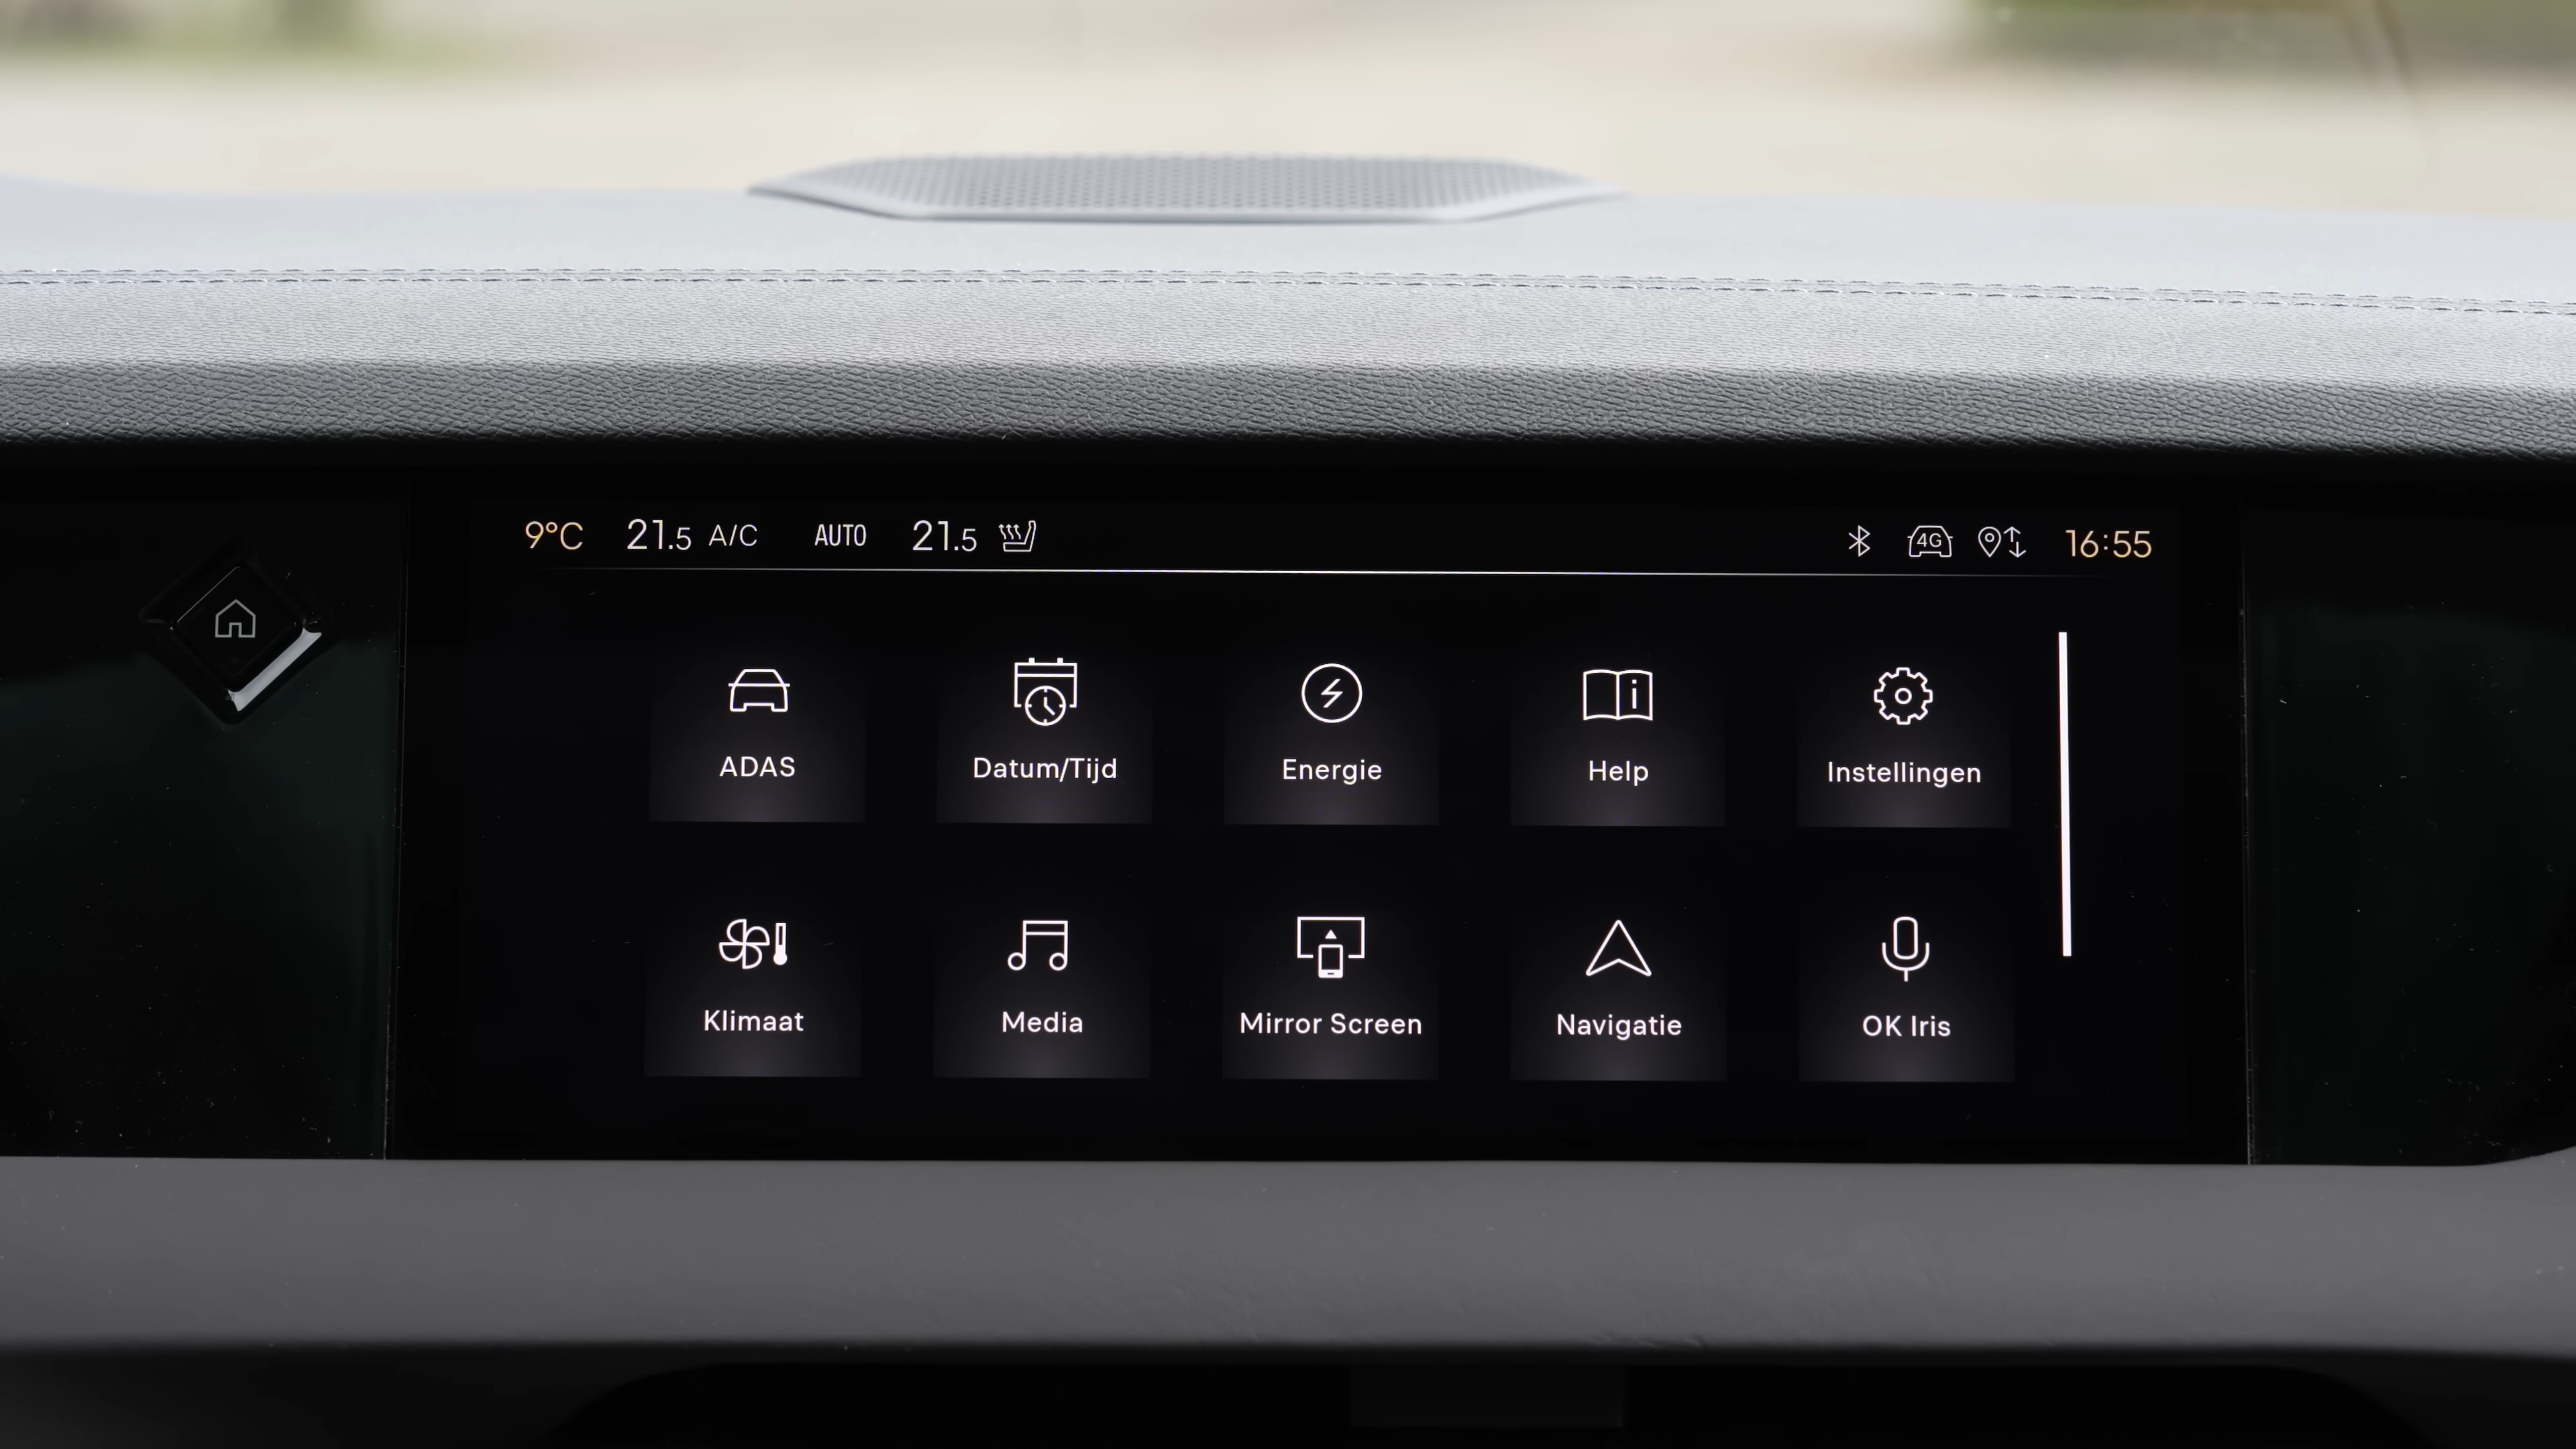 9°C 21.5 A/C AUTO 21.5 4G 16:55
ADAS Datum/Tijd Energie Help Instellingen
Klimaat Media Mirror Screen Navigatie OK Iris